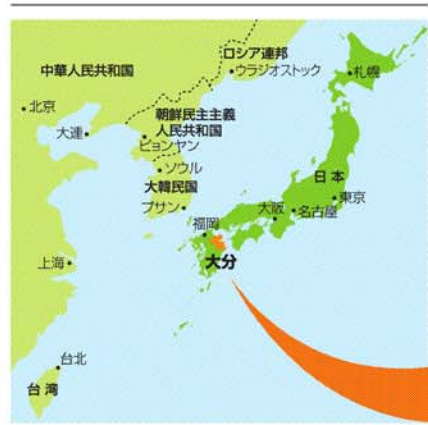 ロシア連邦
中華人民共和国
ウラジオストック
札幌
北京
朝鮮民主主義
人民共和国
大連
ピョンヤン
ソウル
大韓民国
日本
東京
プサン
大阪
名古屋
福岡
大分
上海
台北
台湾